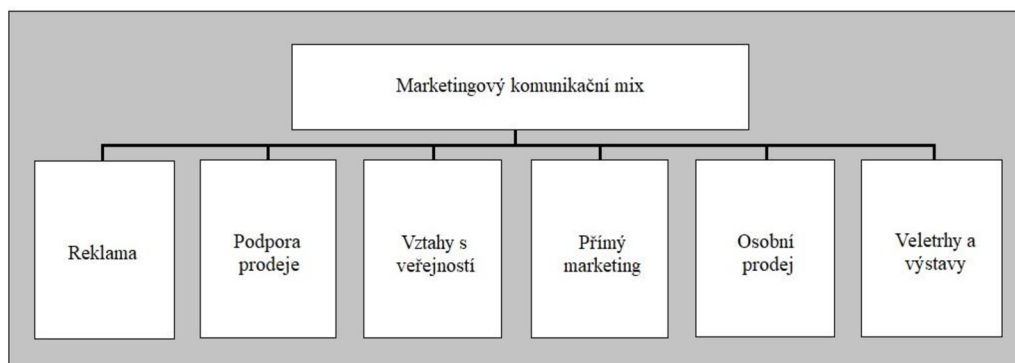 Marketingový komunikační mix
Reklama
Podpora
prodeje
Vztahy s
veřejností
Přímý
marketing
Osobní
prodej
Veletrhy a
výstavy